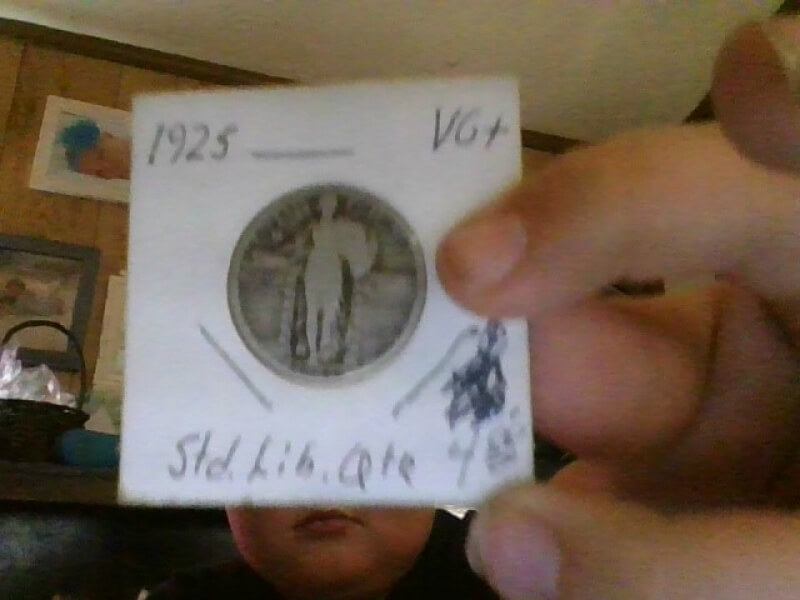 1925 VG+
Std. Lib. Qtr